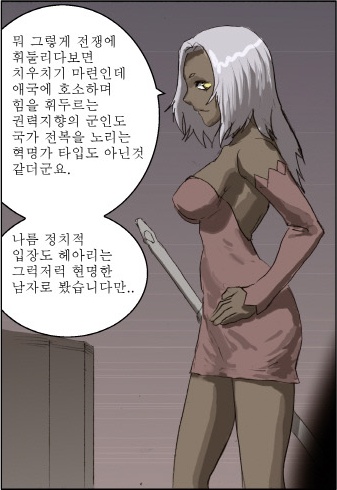 뭐 그렇게 전쟁에
휘둘리다보면
치우치기 마련인데
애국에 호소하며
힘을 휘두르는
권력지향의 군인도
국가 전복을 노리는
혁명가 타입도 아닌것
같더군요.
나름 정치적
입장도 헤아리는
그럭저럭 현명한
남자로 봤습니다만..